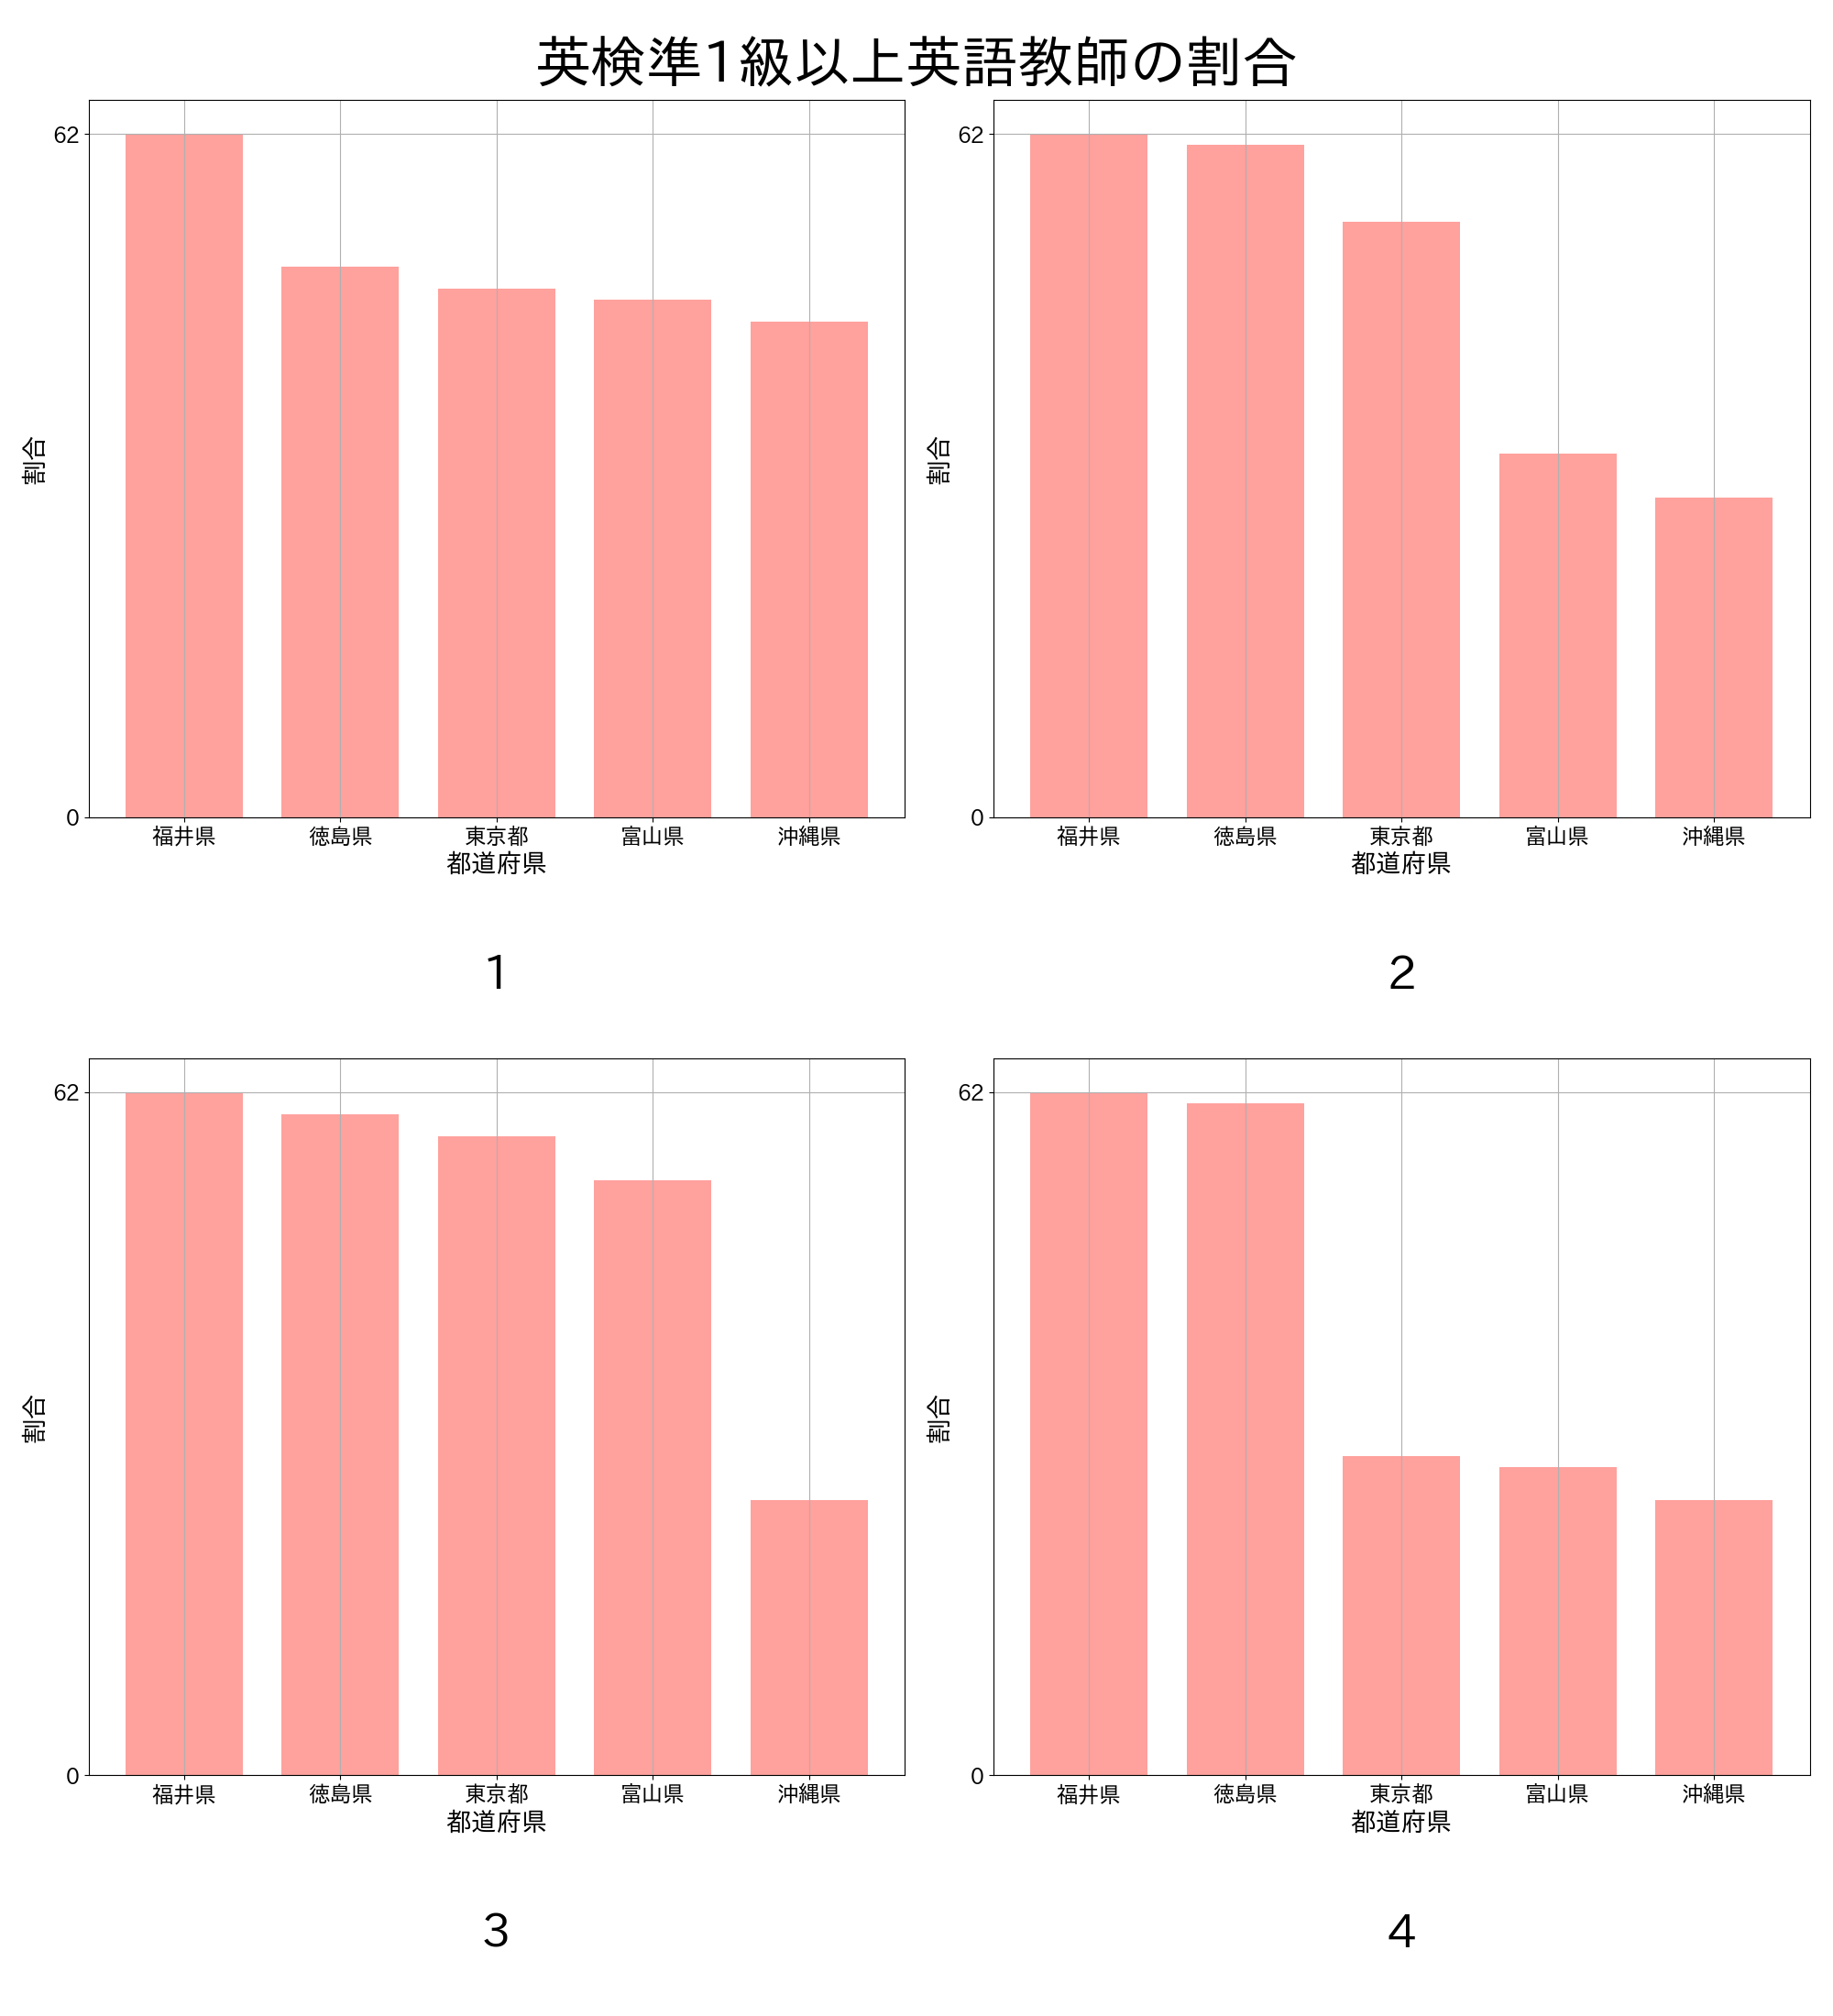 英検準1級以上英語教師の割合
62
0
割合
福井県 徳島県 東京都 富山県 沖縄県
都道府県
1
62
0
割合
福井県 徳島県 東京都 富山県 沖縄県
都道府県
2
62
0
割合
福井県 徳島県 東京都 富山県 沖縄県
都道府県
3
62
0
割合
福井県 徳島県 東京都 富山県 沖縄県
都道府県
4